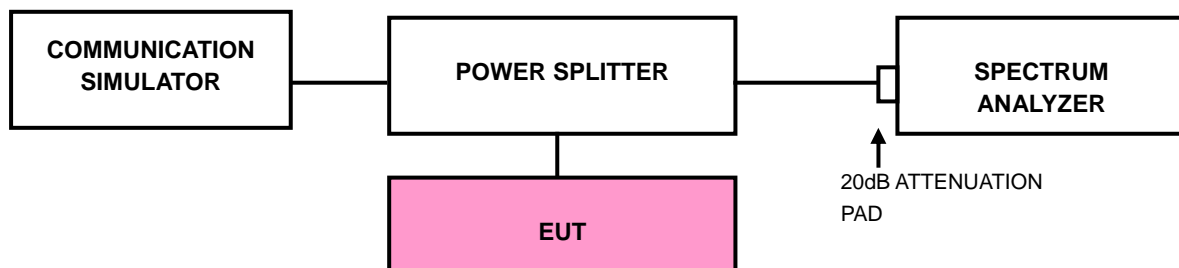 COMMUNICATION
SIMULATOR
POWER SPLITTER
SPECTRUM
ANALYZER
20dB ATTENUATION
PAD
EUT